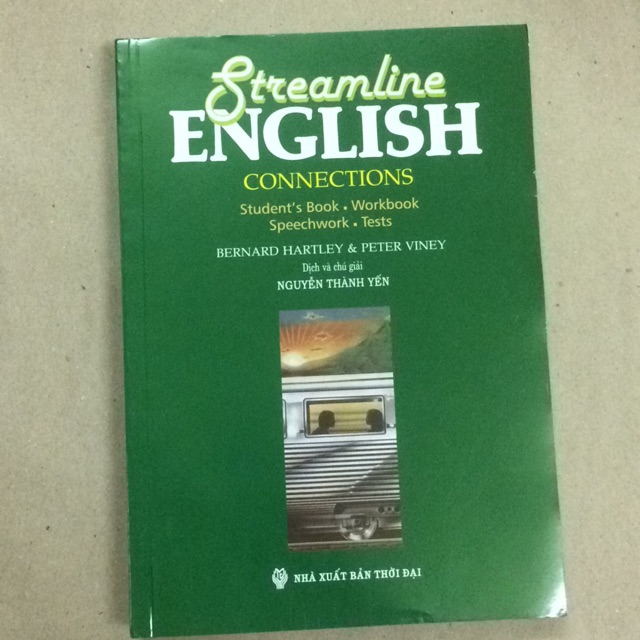 Streamline
ENGLISH
CONNECTIONS
Student's Book • Workbook
Speechwork • Tests
BERNARD HARTLEY & PETER VINEY
Dịch và chú giải
NGUYỄN THÀNH YẾN
NHÀ XUẤT BẢN THỜI ĐẠI